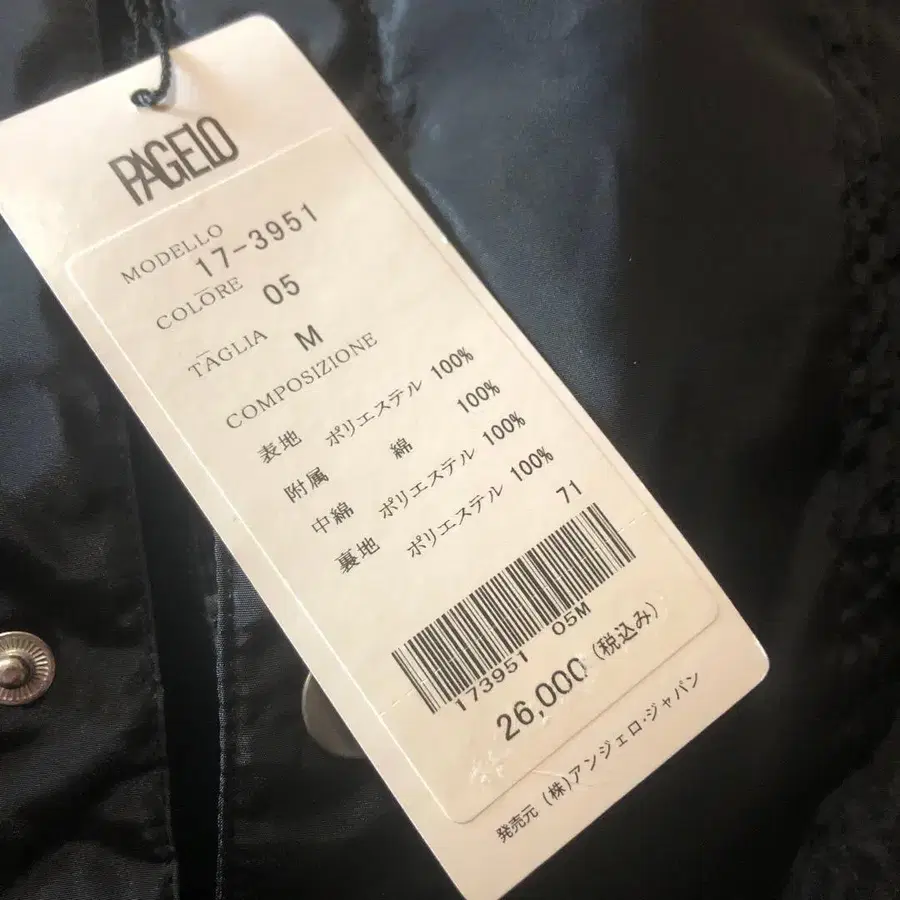 PAGELO
MODELLO
17-3951
COLORE 05
TAGLIA M
COMPOSIZIONE
表地 ポリエステル 100%
附属 綿 100%
中綿 ポリエステル 100%
裏地 ポリエステル 100%
71
173951 05M
26,000 (税込み)
発売元 (株)アンジェロ・ジャパン